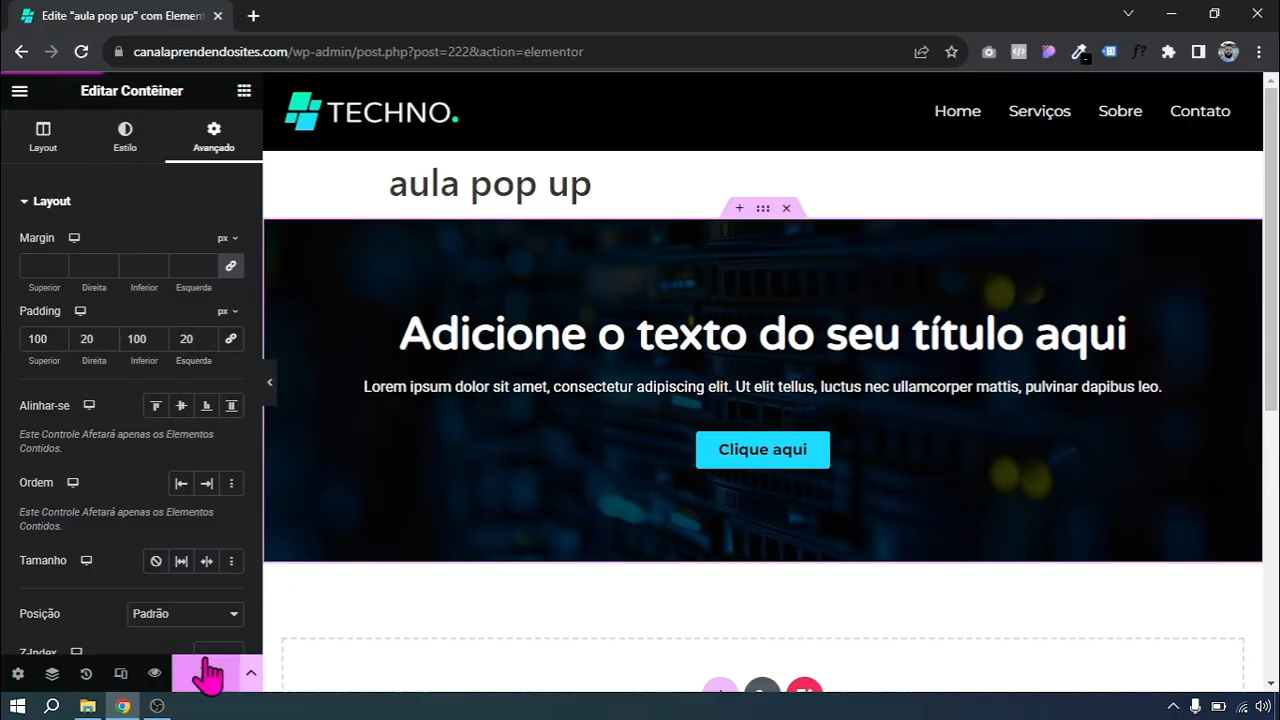 Edite "aula pop up" com Element
canalaprendendosites.com/wp-admin/post.php?post=222&action=elementor
Editar Contêiner
Layout
Estilo
Avançado
Layout
Margin
px
Superior
Direita
Inferior
Esquerda
Padding
px
100
20
100
20
Superior
Direita
Inferior
Esquerda
Alinhar-se
Este Controle Afetará apenas os Elementos
Contidos.
Ordem
Este Controle Afetará apenas os Elementos
Contidos.
Tamanho
Posição
Padrão
Z-Index
TECHNO.
Home
Serviços
Sobre
Contato
aula pop up
Adicione o texto do seu título aqui
Lorem ipsum dolor sit amet, consectetur adipiscing elit. Ut elit tellus, luctus nec ullamcorper mattis, pulvinar dapibus leo.
Clique aqui